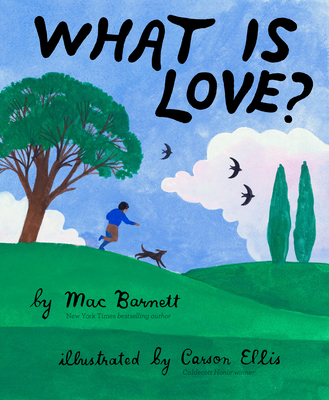 WHAT IS
LOVE?
by Mac Barnett
New York Times bestselling author
illustrated by Carson Ellis
Caldecott Honor winner